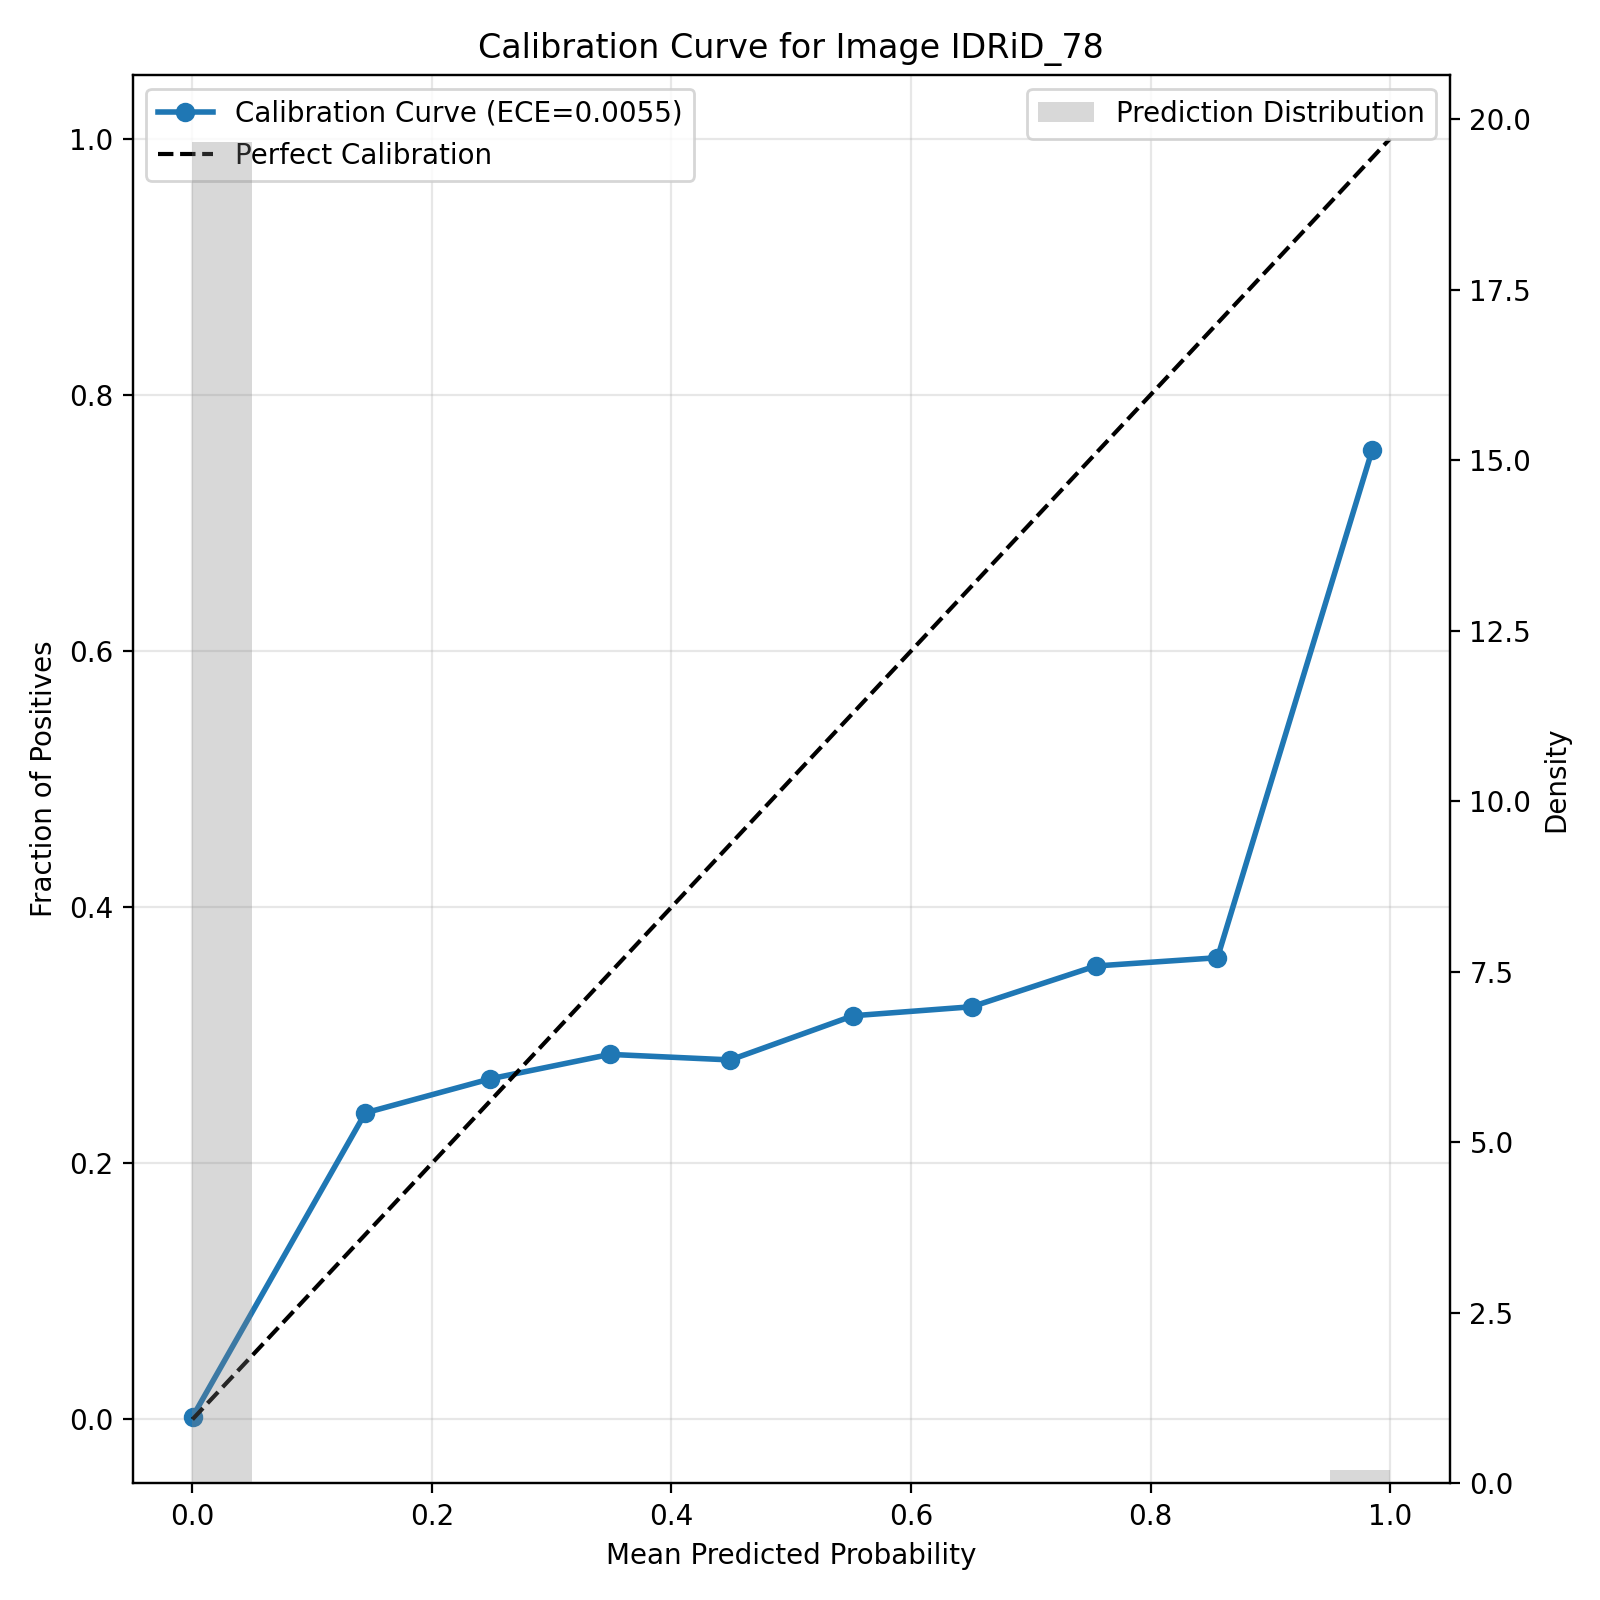 Calibration Curve for Image IDRiD_78
Calibration Curve (ECE=0.0055)
Perfect Calibration
Prediction Distribution
1.0
0.8
0.6
0.4
0.2
0.0
Fraction of Positives
20.0
17.5
15.0
12.5
10.0
7.5
5.0
2.5
0.0
Density
0.0 0.2 0.4 0.6 0.8 1.0
Mean Predicted Probability